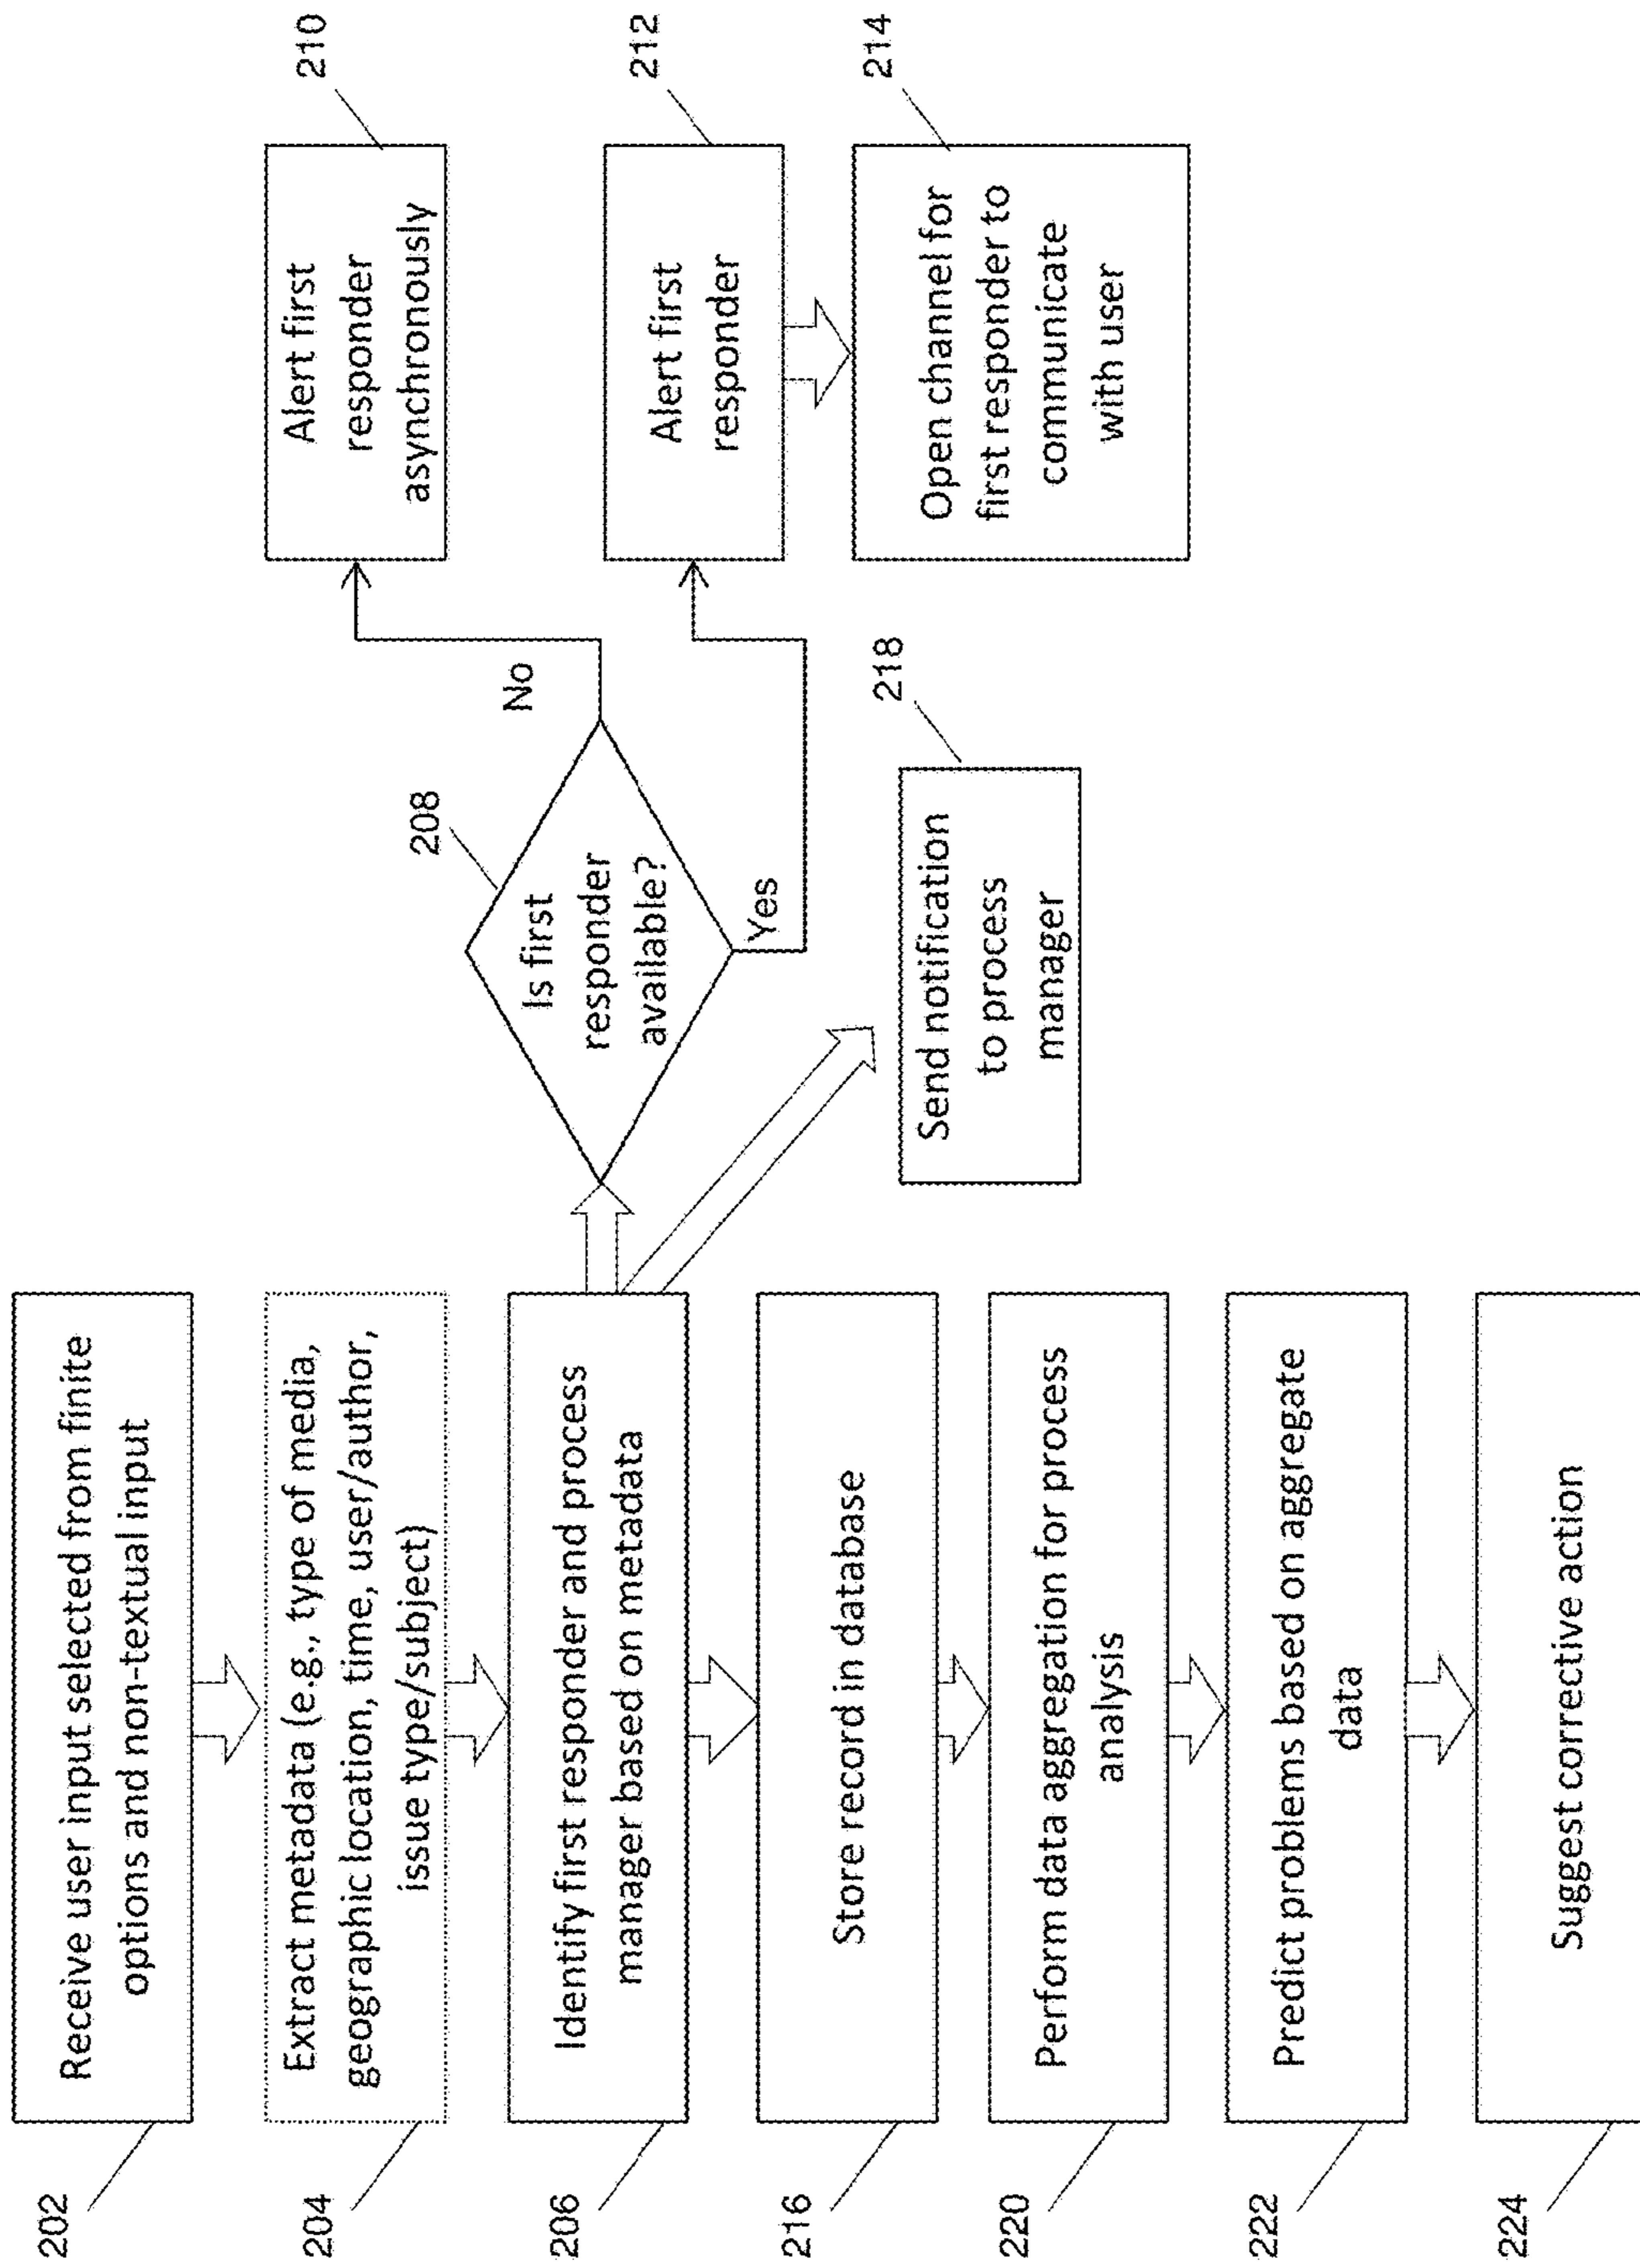 202
Receive user input selected from finite
options and non-textual input
204
Extract metadata (e.g., type of media,
geographic location, time, user/author,
issue type/subject)
206
Identify first responder and process
manager based on metadata
208
Is first
responder
available?
No
Yes
210
Alert first
responder
asynchronously
212
Alert first
responder
214
Open channel for
first responder to
communicate
with user
218
Send notification
to process
manager
216
Store record in database
220
Perform data aggregation for process
analysis
222
Predict problems based on aggregate
data
224
Suggest corrective action